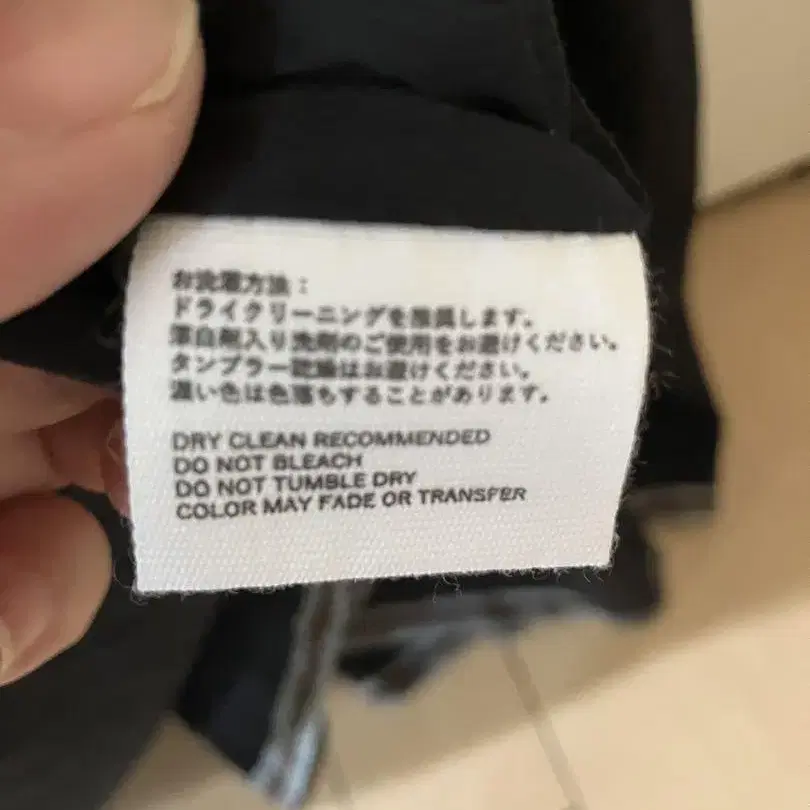 お洗濯方法：
ドライクリーニングを推奨します。
漂白剤入り洗剤のご使用をお避けください。
タンブラー乾燥はお避けください。
濃い色は色落ちすることがあります。
DRY CLEAN RECOMMENDED
DO NOT BLEACH
DO NOT TUMBLE DRY
COLOR MAY FADE OR TRANSFER